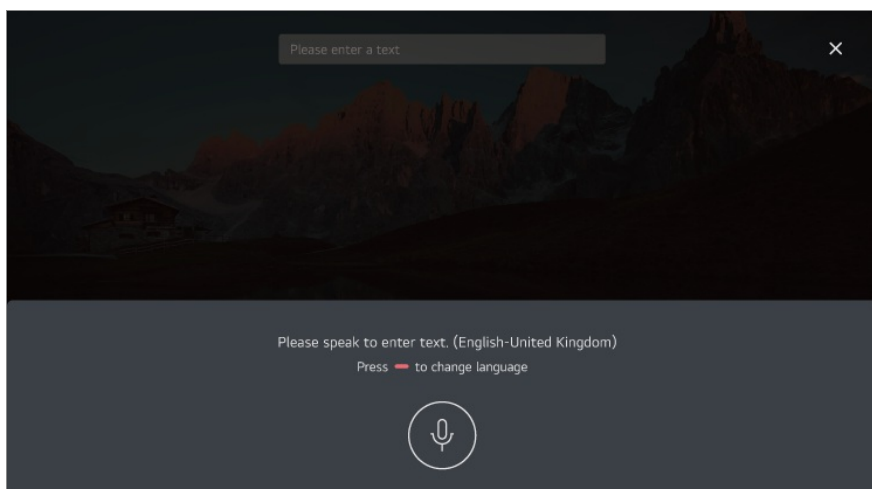 Please enter a text
Please speak to enter text. (English-United Kingdom)
Press to change language